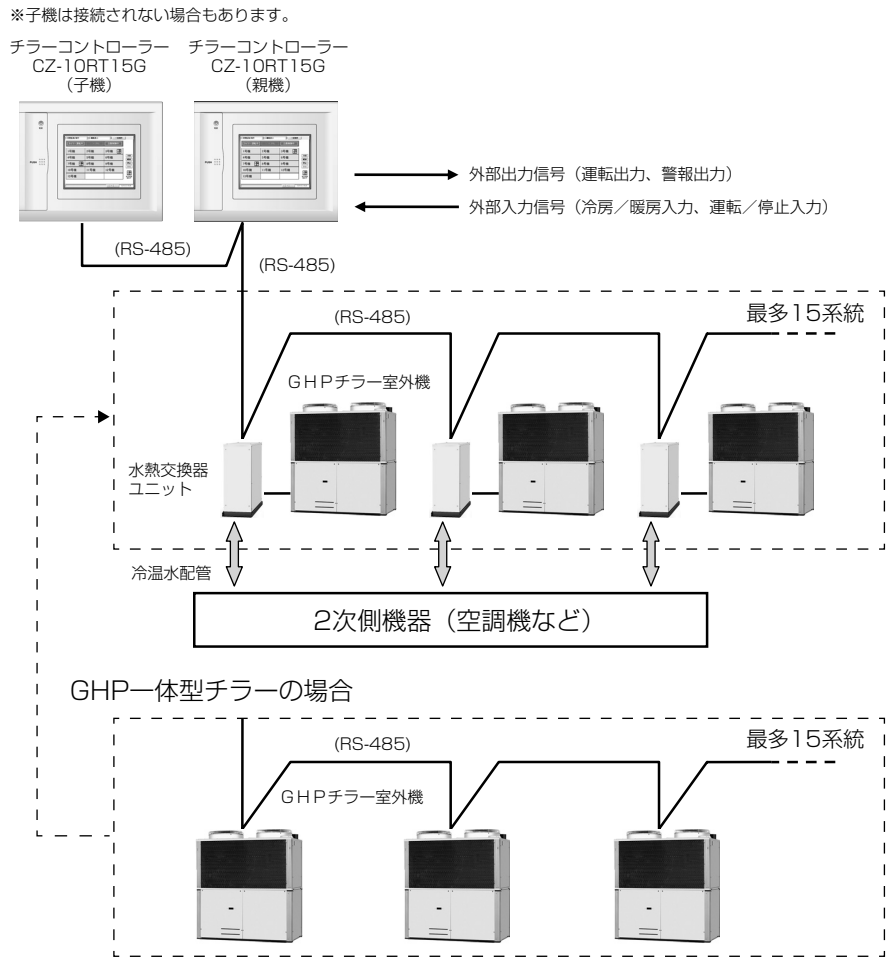 ※子機は接続されない場合もあります。
チラーコントローラー
CZ-10RT15G
（子機）
チラーコントローラー
CZ-10RT15G
（親機）
外部出力信号（運転出力、警報出力）
外部入力信号（冷房／暖房入力、運転／停止入力）
(RS-485)
(RS-485)
(RS-485)
最多15系統
ＧＨＰチラー室外機
水熱交換器
ユニット
冷温水配管
2次側機器（空調機など）
GHP一体型チラーの場合
(RS-485)
最多15系統
ＧＨＰチラー室外機